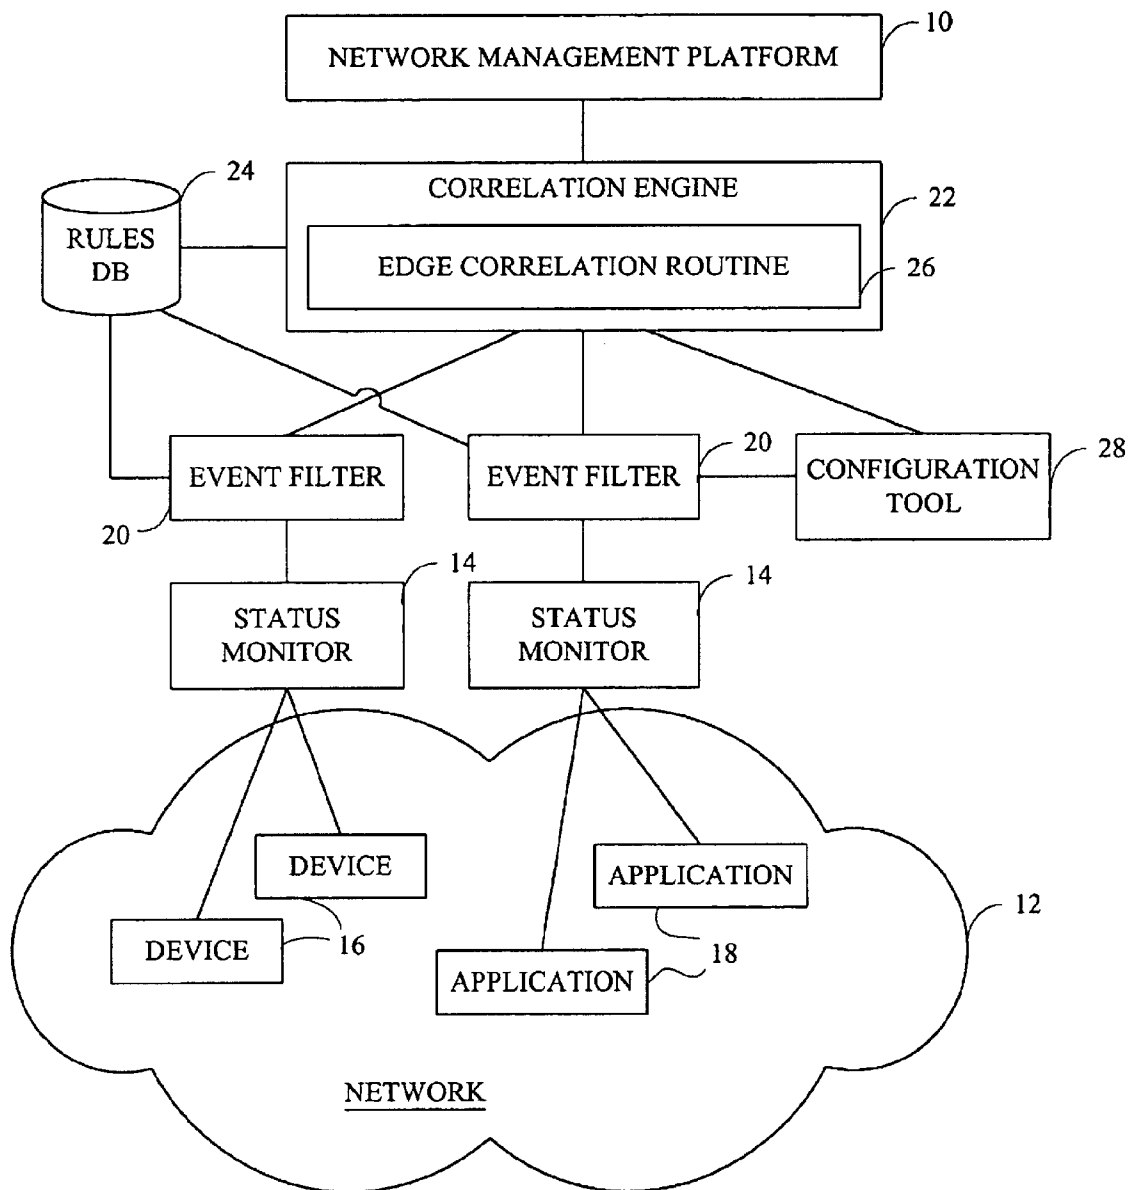 NETWORK MANAGEMENT PLATFORM
10
CORRELATION ENGINE
22
24
RULES
DB
EDGE CORRELATION ROUTINE
26
EVENT FILTER
20
EVENT FILTER
20
CONFIGURATION
TOOL
28
STATUS
MONITOR
14
STATUS
MONITOR
14
DEVICE
APPLICATION
12
DEVICE
16
APPLICATION
18
NETWORK